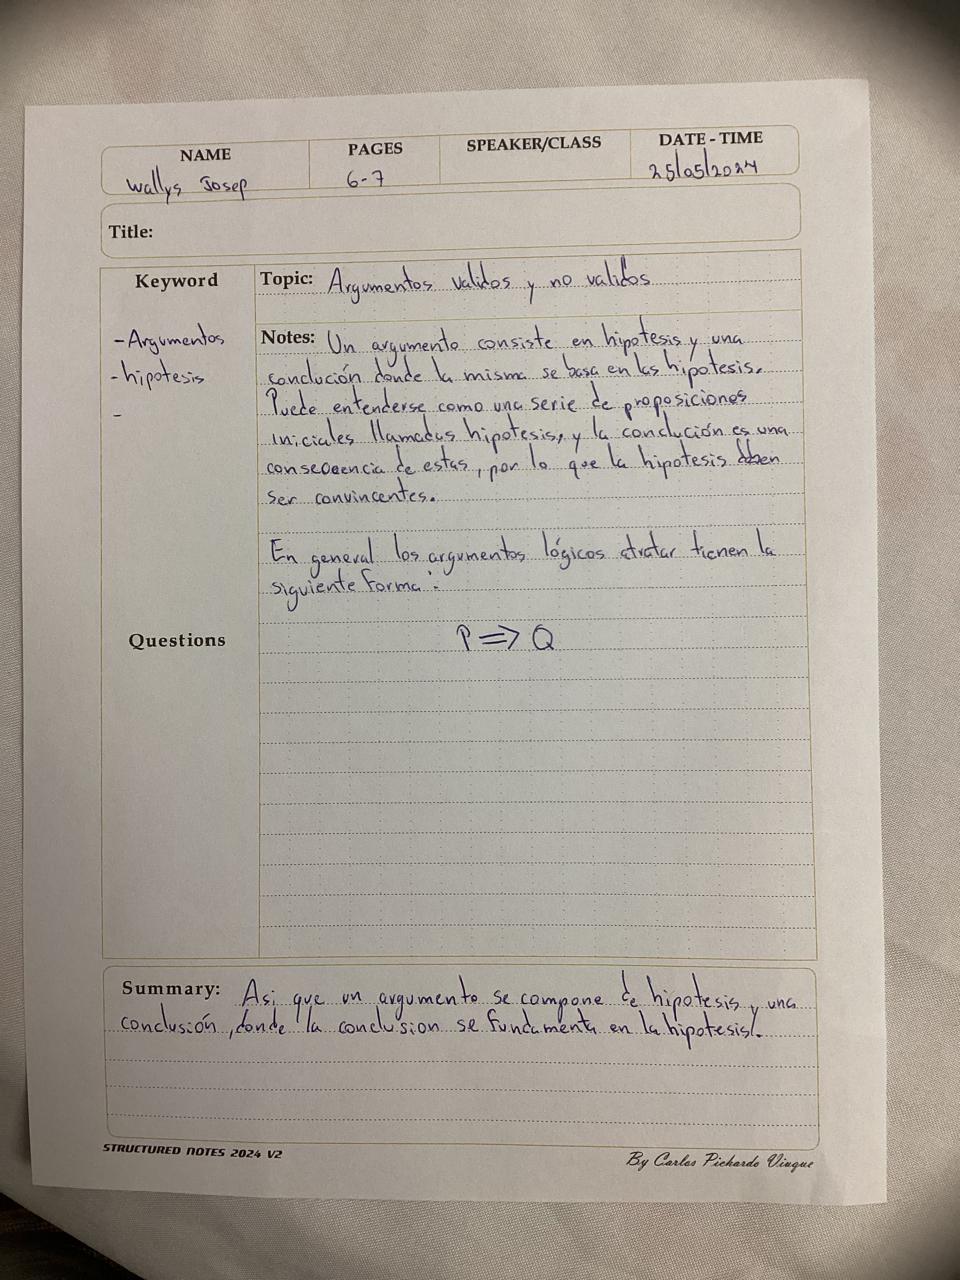 NAME PAGES SPEAKER/CLASS DATE - TIME
Wallys Josep 6-7 25/05/2024
Title:
Keyword
- Argumentos
- hipotesis
-
Questions
Topic: Argumentos validos y no validos
Notes: Un argumento consiste en hipotesis y una
conclución donde la misma se basa en las hipotesis.
Puede entenderse como una serie de proposiciones
iniciales llamadas hipotesis, y la conclución es una
consecuencia de estas, por lo que la hipotesis deben
ser convincentes.
En general los argumentos lógicos atratar tienen la
siguiente forma:
P => Q
Summary: Asi que un argumento se compone de hipotesis y una
conclusión, donde la conclusion se fundamenta en la hipotesis.
STRUCTURED NOTES 2024 V2
By Carlos Pichardo Viuque